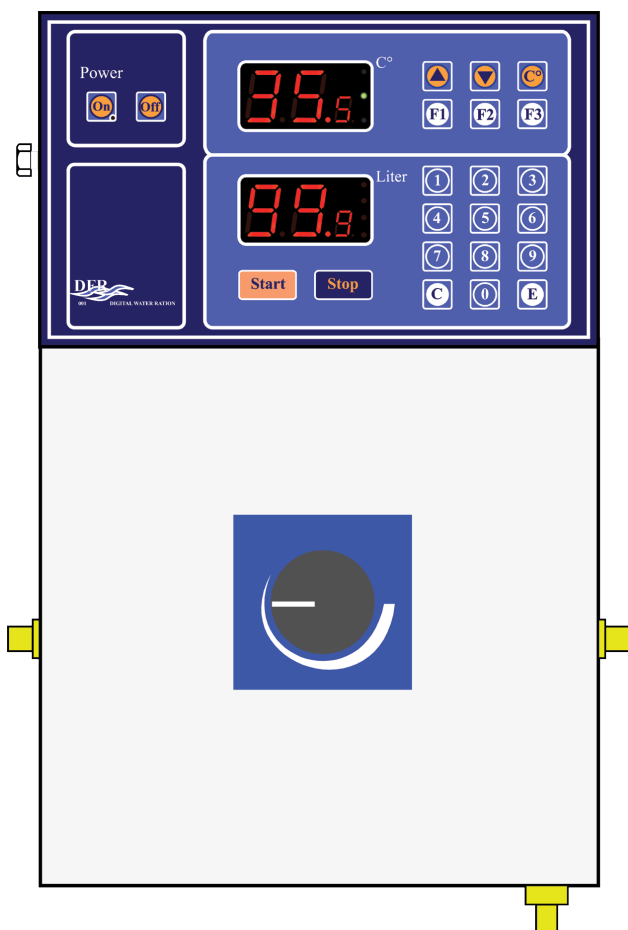 Power
On
Off
35.5
C°
C°
F1 F2 F3
99.9
Liter
1 2 3
4 5 6
7 8 9
C 0 E
Start
Stop
001 DIGITAL WATER RATION